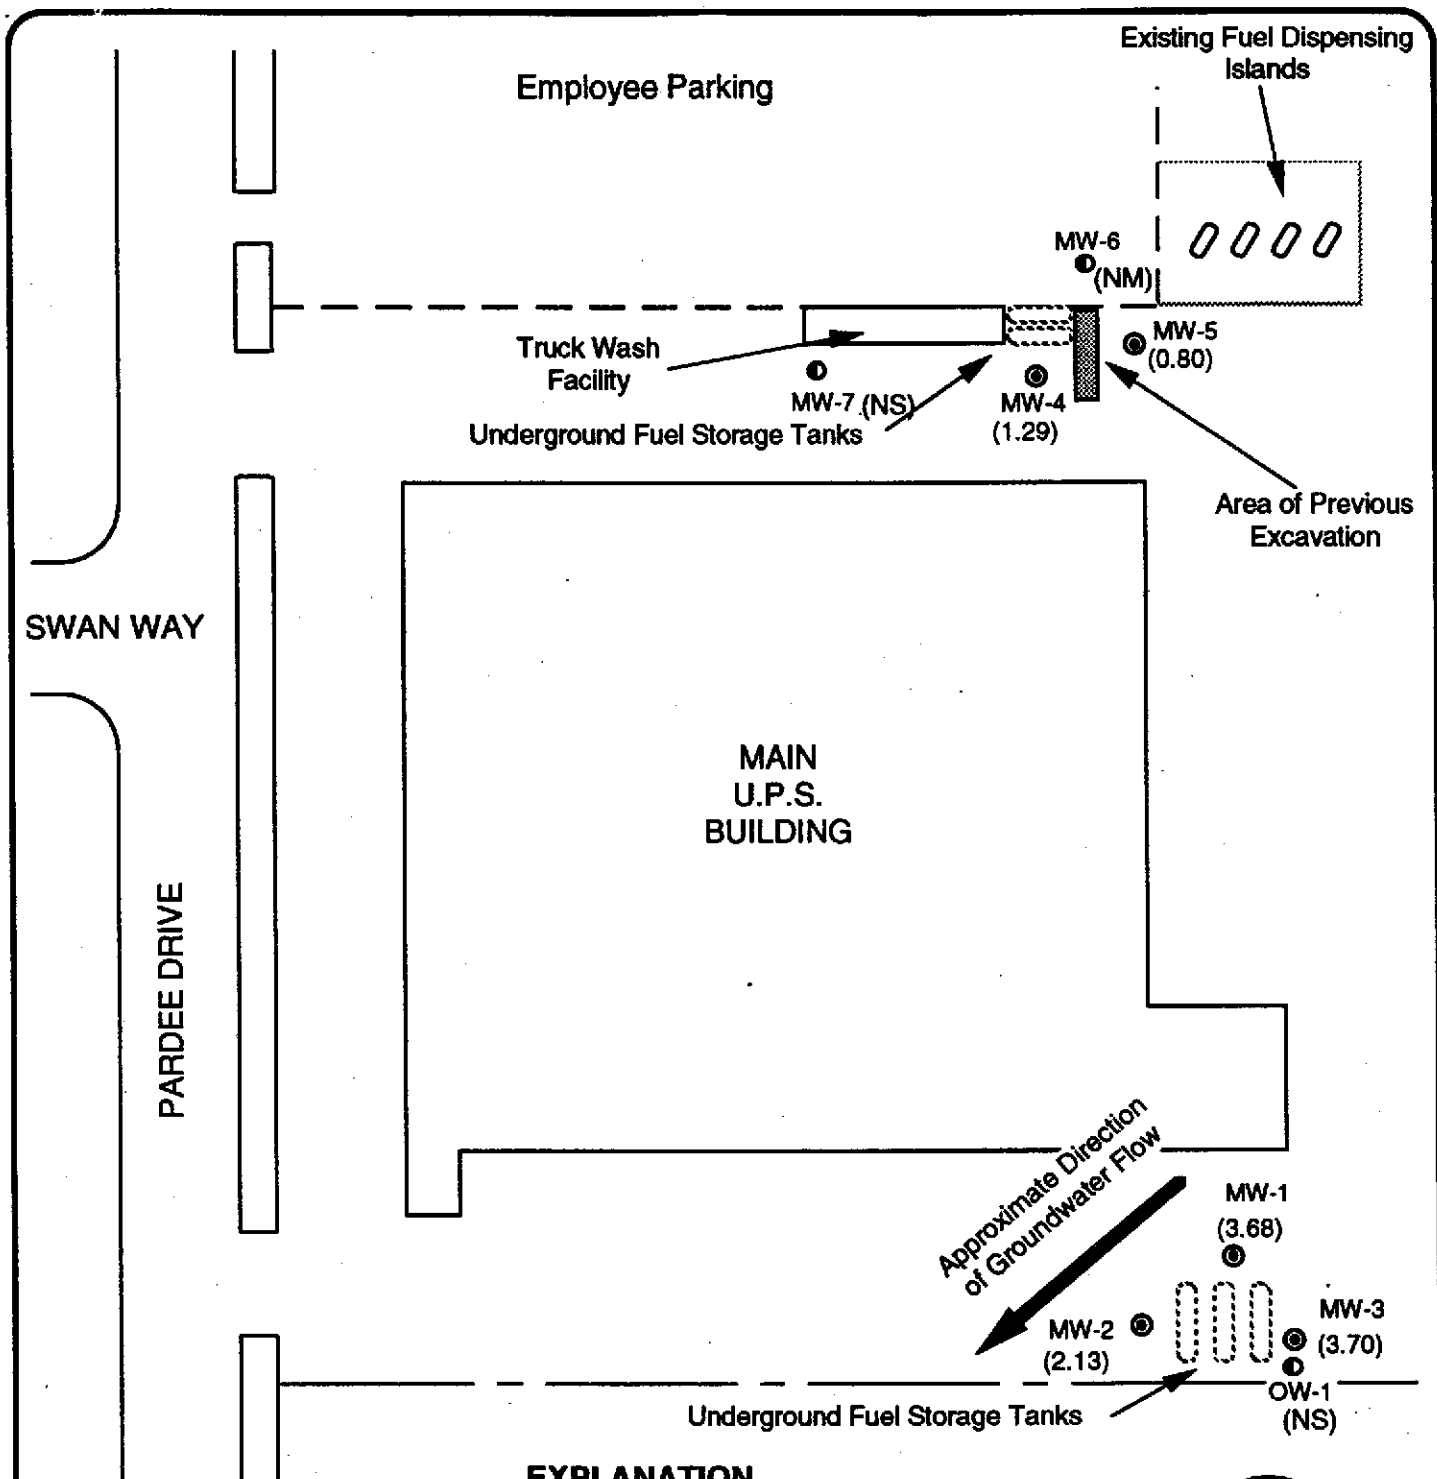 Existing Fuel Dispensing
Islands
Employee Parking
MW-6
(NM)
MW-5
(0.80)
Truck Wash
Facility
MW-7 (NS)
MW-4
(1.29)
Underground Fuel Storage Tanks
Area of Previous
Excavation
SWAN WAY
MAIN
U.P.S.
BUILDING
PARDEE DRIVE
Approximate Direction
of Groundwater Flow
MW-1
(3.68)
MW-2
(2.13)
MW-3
(3.70)
OW-1
(NS)
Underground Fuel Storage Tanks
EXPLANATION